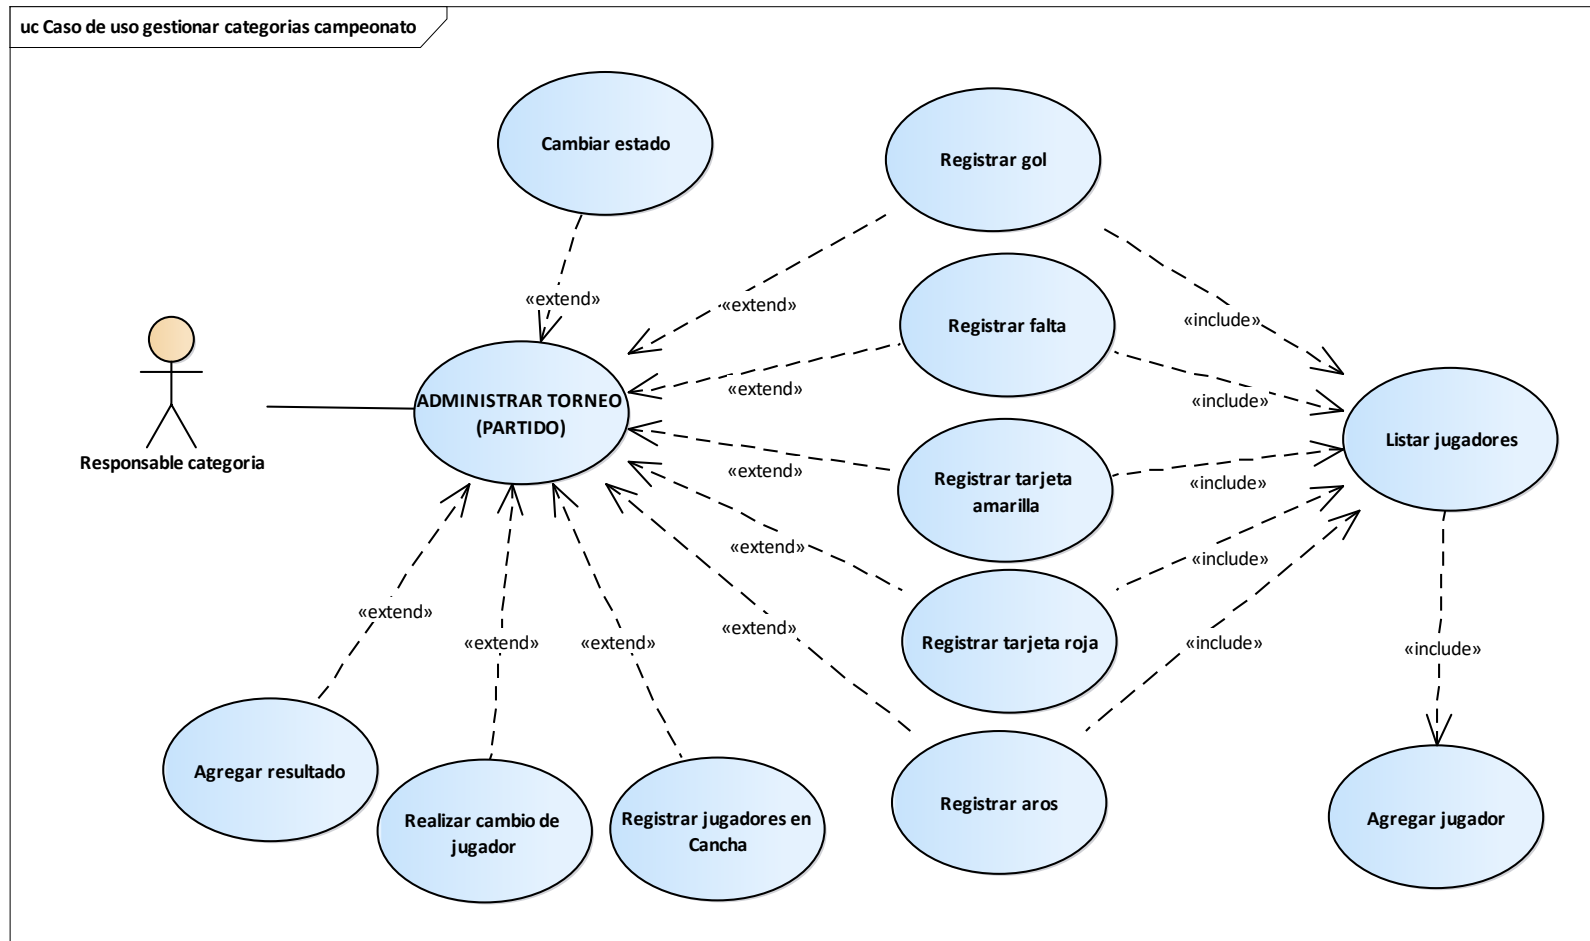 uc Caso de uso gestionar categorias campeonato
Cambiar estado
Registrar gol
«extend»
«extend»
«include»
Registrar falta
«extend»
«include»
ADMINISTRAR TORNEO
(PARTIDO)
Responsable categoria
Listar jugadores
«extend»
Registrar tarjeta
amarilla
«include»
«extend»
«include»
«extend»
«extend»
«extend»
«extend»
Registrar tarjeta roja
«include»
«include»
Agregar resultado
Realizar cambio de
jugador
Registrar jugadores en
Cancha
Registrar aros
Agregar jugador